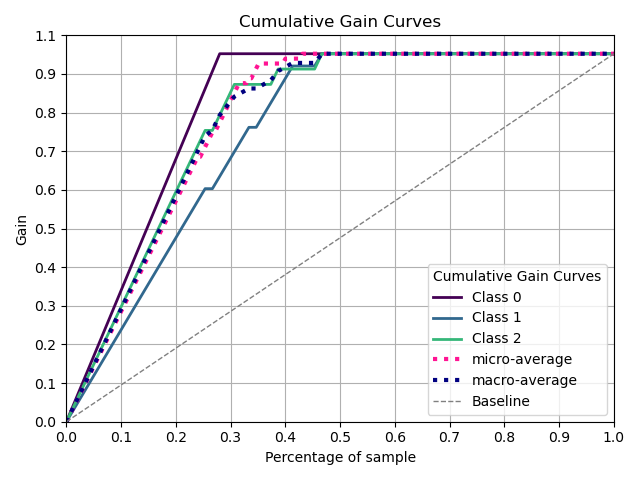 Cumulative Gain Curves
1.1
0.9
0.8
0.7
0.6
0.5
0.4
0.3
0.2
0.1
0.0
Gain
0.0 0.1 0.2 0.3 0.4 0.5 0.6 0.7 0.8 0.9 1.0
Percentage of sample
Cumulative Gain Curves
Class 0
Class 1
Class 2
micro-average
macro-average
Baseline